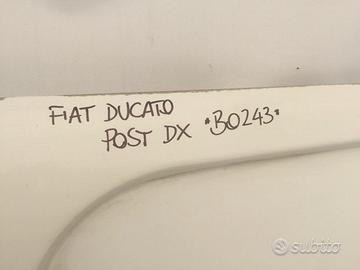 FIAT DUCATO
POST DX "B0243"
subito